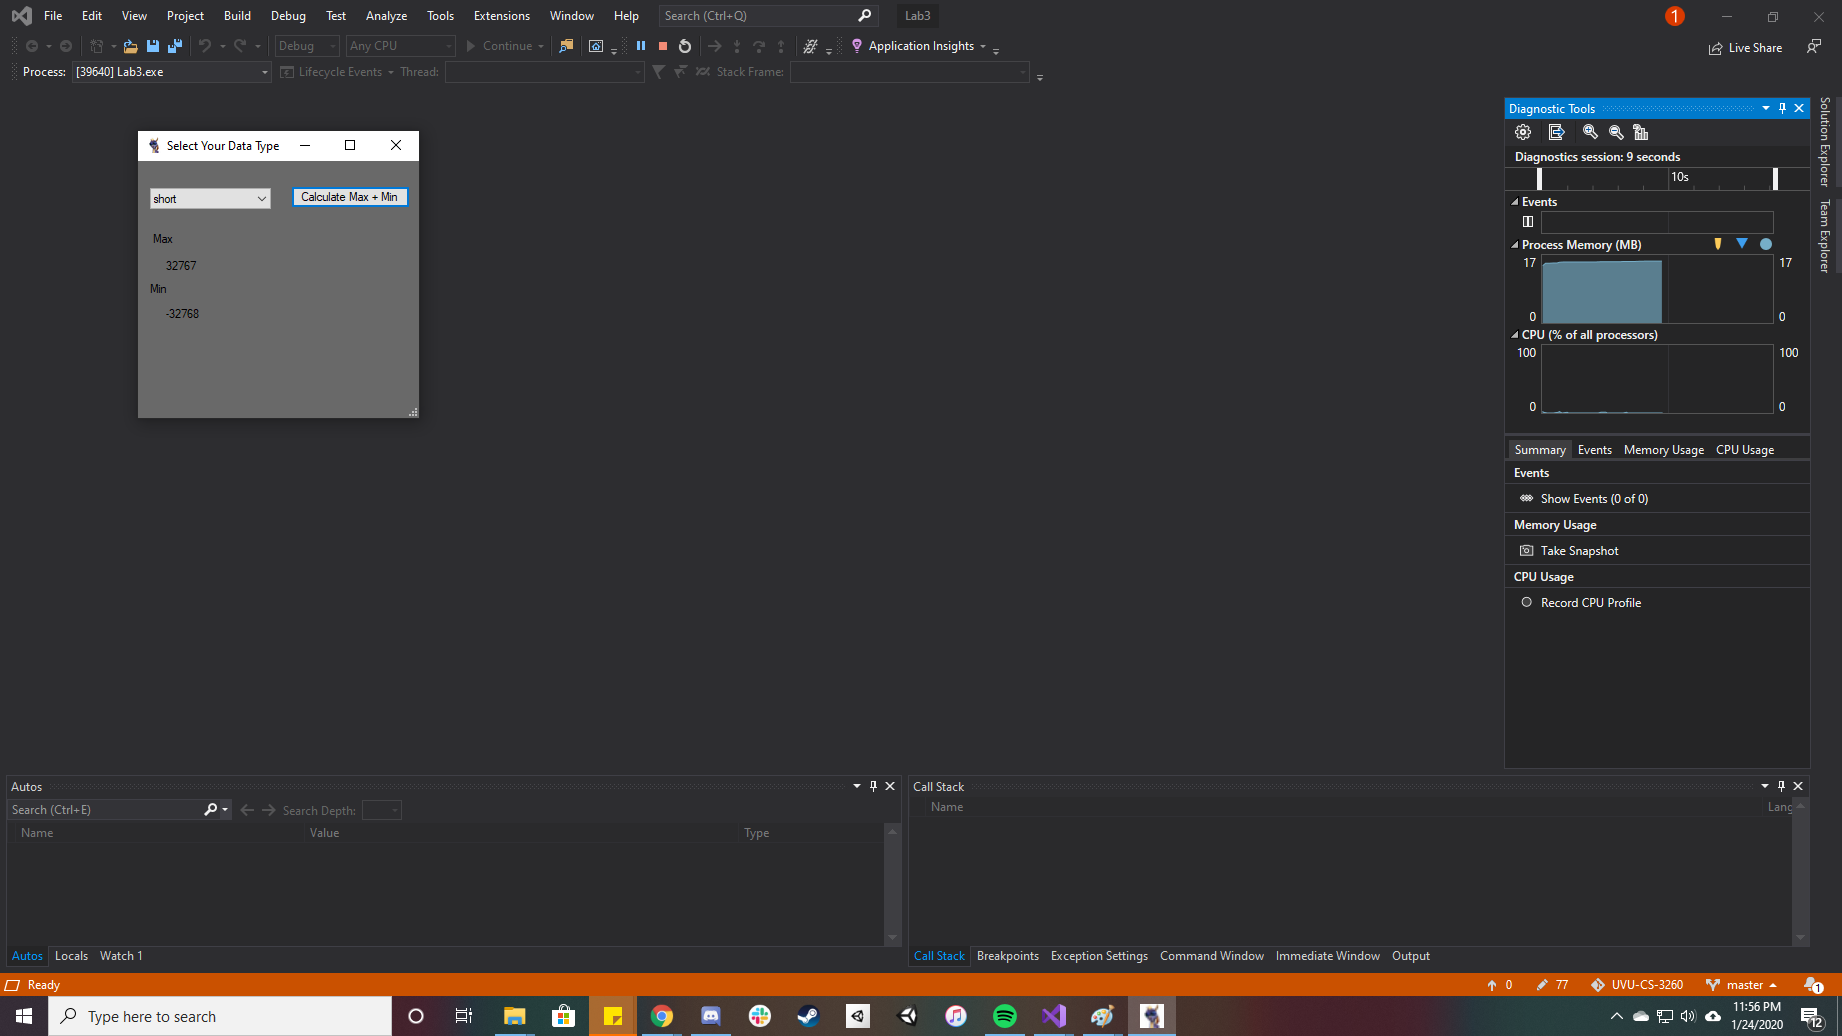 File Edit View Project Build Debug Test Analyze Tools Extensions Window Help Search (Ctrl+Q) Lab3 1
Debug Any CPU Continue Application Insights Live Share
Process: [39640] Lab3.exe Lifecycle Events Thread: Stack Frame:
Select Your Data Type
short Calculate Max + Min
Max
32767
Min
-32768
Diagnostic Tools
Diagnostics session: 9 seconds
10s
Events
Process Memory (MB)
17 17
0 0
CPU (% of all processors)
100 100
0 0
Summary Events Memory Usage CPU Usage
Events
Show Events (0 of 0)
Memory Usage
Take Snapshot
CPU Usage
Record CPU Profile
Solution Explorer
Team Explorer
Autos
Search (Ctrl+E) Search Depth:
Name Value Type
Autos Locals Watch 1
Call Stack
Name Lang
Call Stack Breakpoints Exception Settings Command Window Immediate Window Output
Ready 0 77 UVU-CS-3260 master 1
Type here to search
11:56 PM
1/24/2020
12